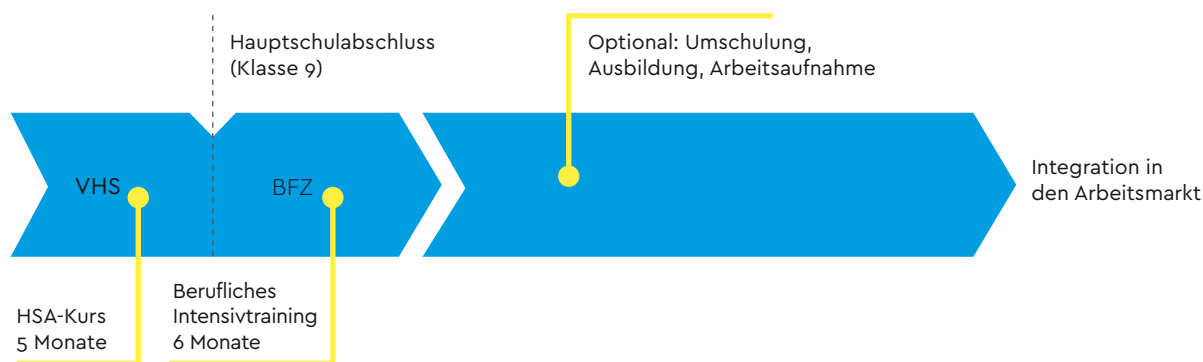 Hauptschulabschluss
(Klasse 9)
Optional: Umschulung,
Ausbildung, Arbeitsaufnahme
VHS
BFZ
Integration in
den Arbeitsmarkt
HSA-Kurs
5 Monate
Berufliches
Intensivtraining
6 Monate